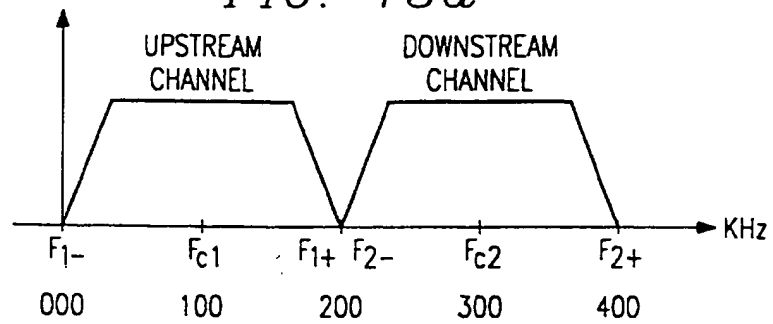 UPSTREAM CHANNEL
DOWNSTREAM CHANNEL
KHz
F1- Fc1 F1+ F2- Fc2 F2+
000 100 200 300 400